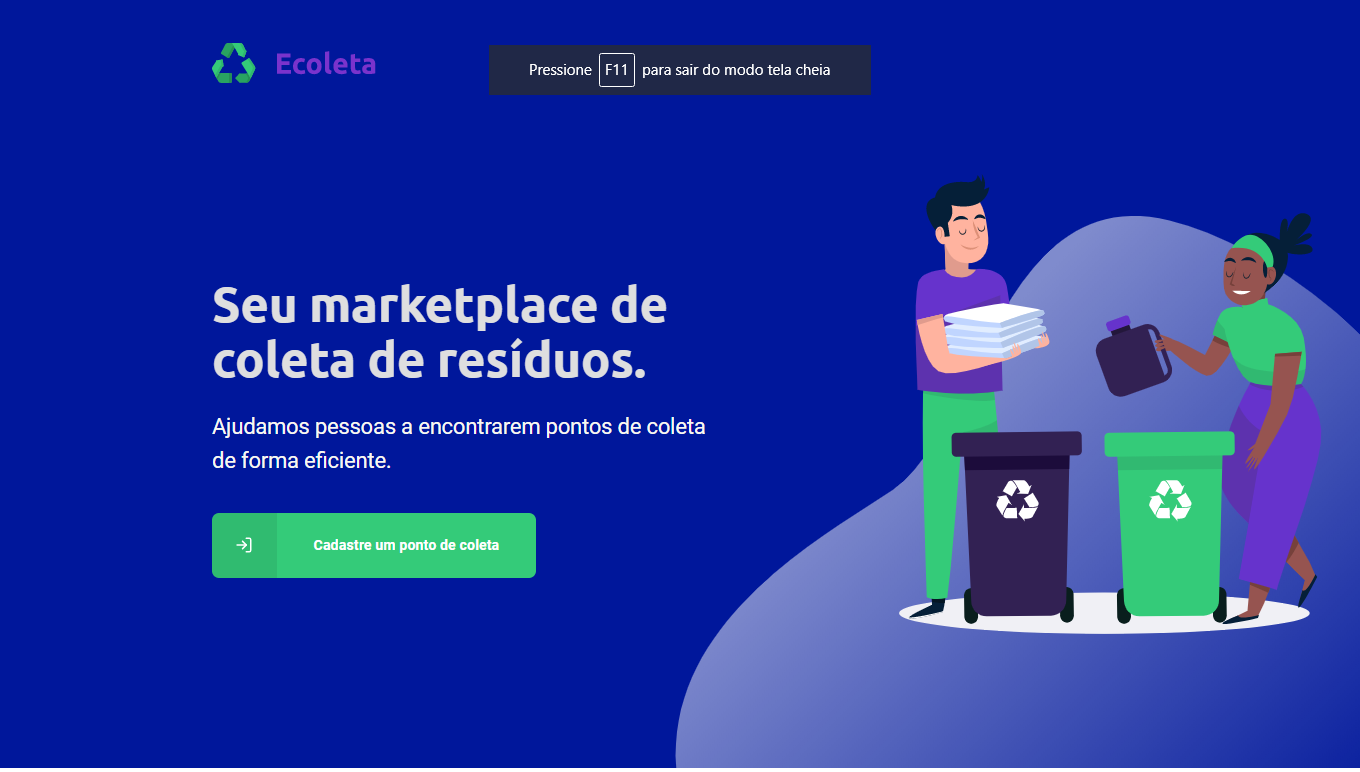 Ecoleta
Pressione F11 para sair do modo tela cheia
Seu marketplace de
coleta de resíduos.
Ajudamos pessoas a encontrarem pontos de coleta
de forma eficiente.
Cadastre um ponto de coleta